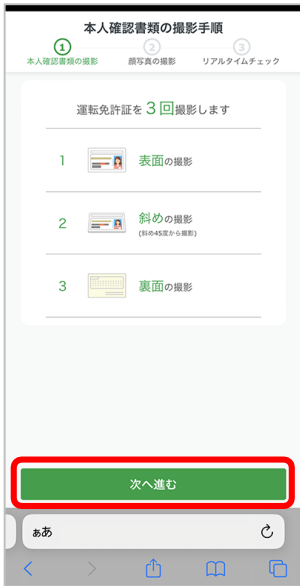 本人確認書類の撮影手順
1 2 3
本人確認書類の撮影 顔写真の撮影 リアルタイムチェック
運転免許証を3回撮影します
1 表面の撮影
2 斜めの撮影
(斜め45度から撮影)
3 裏面の撮影
次へ進む
ぁあ